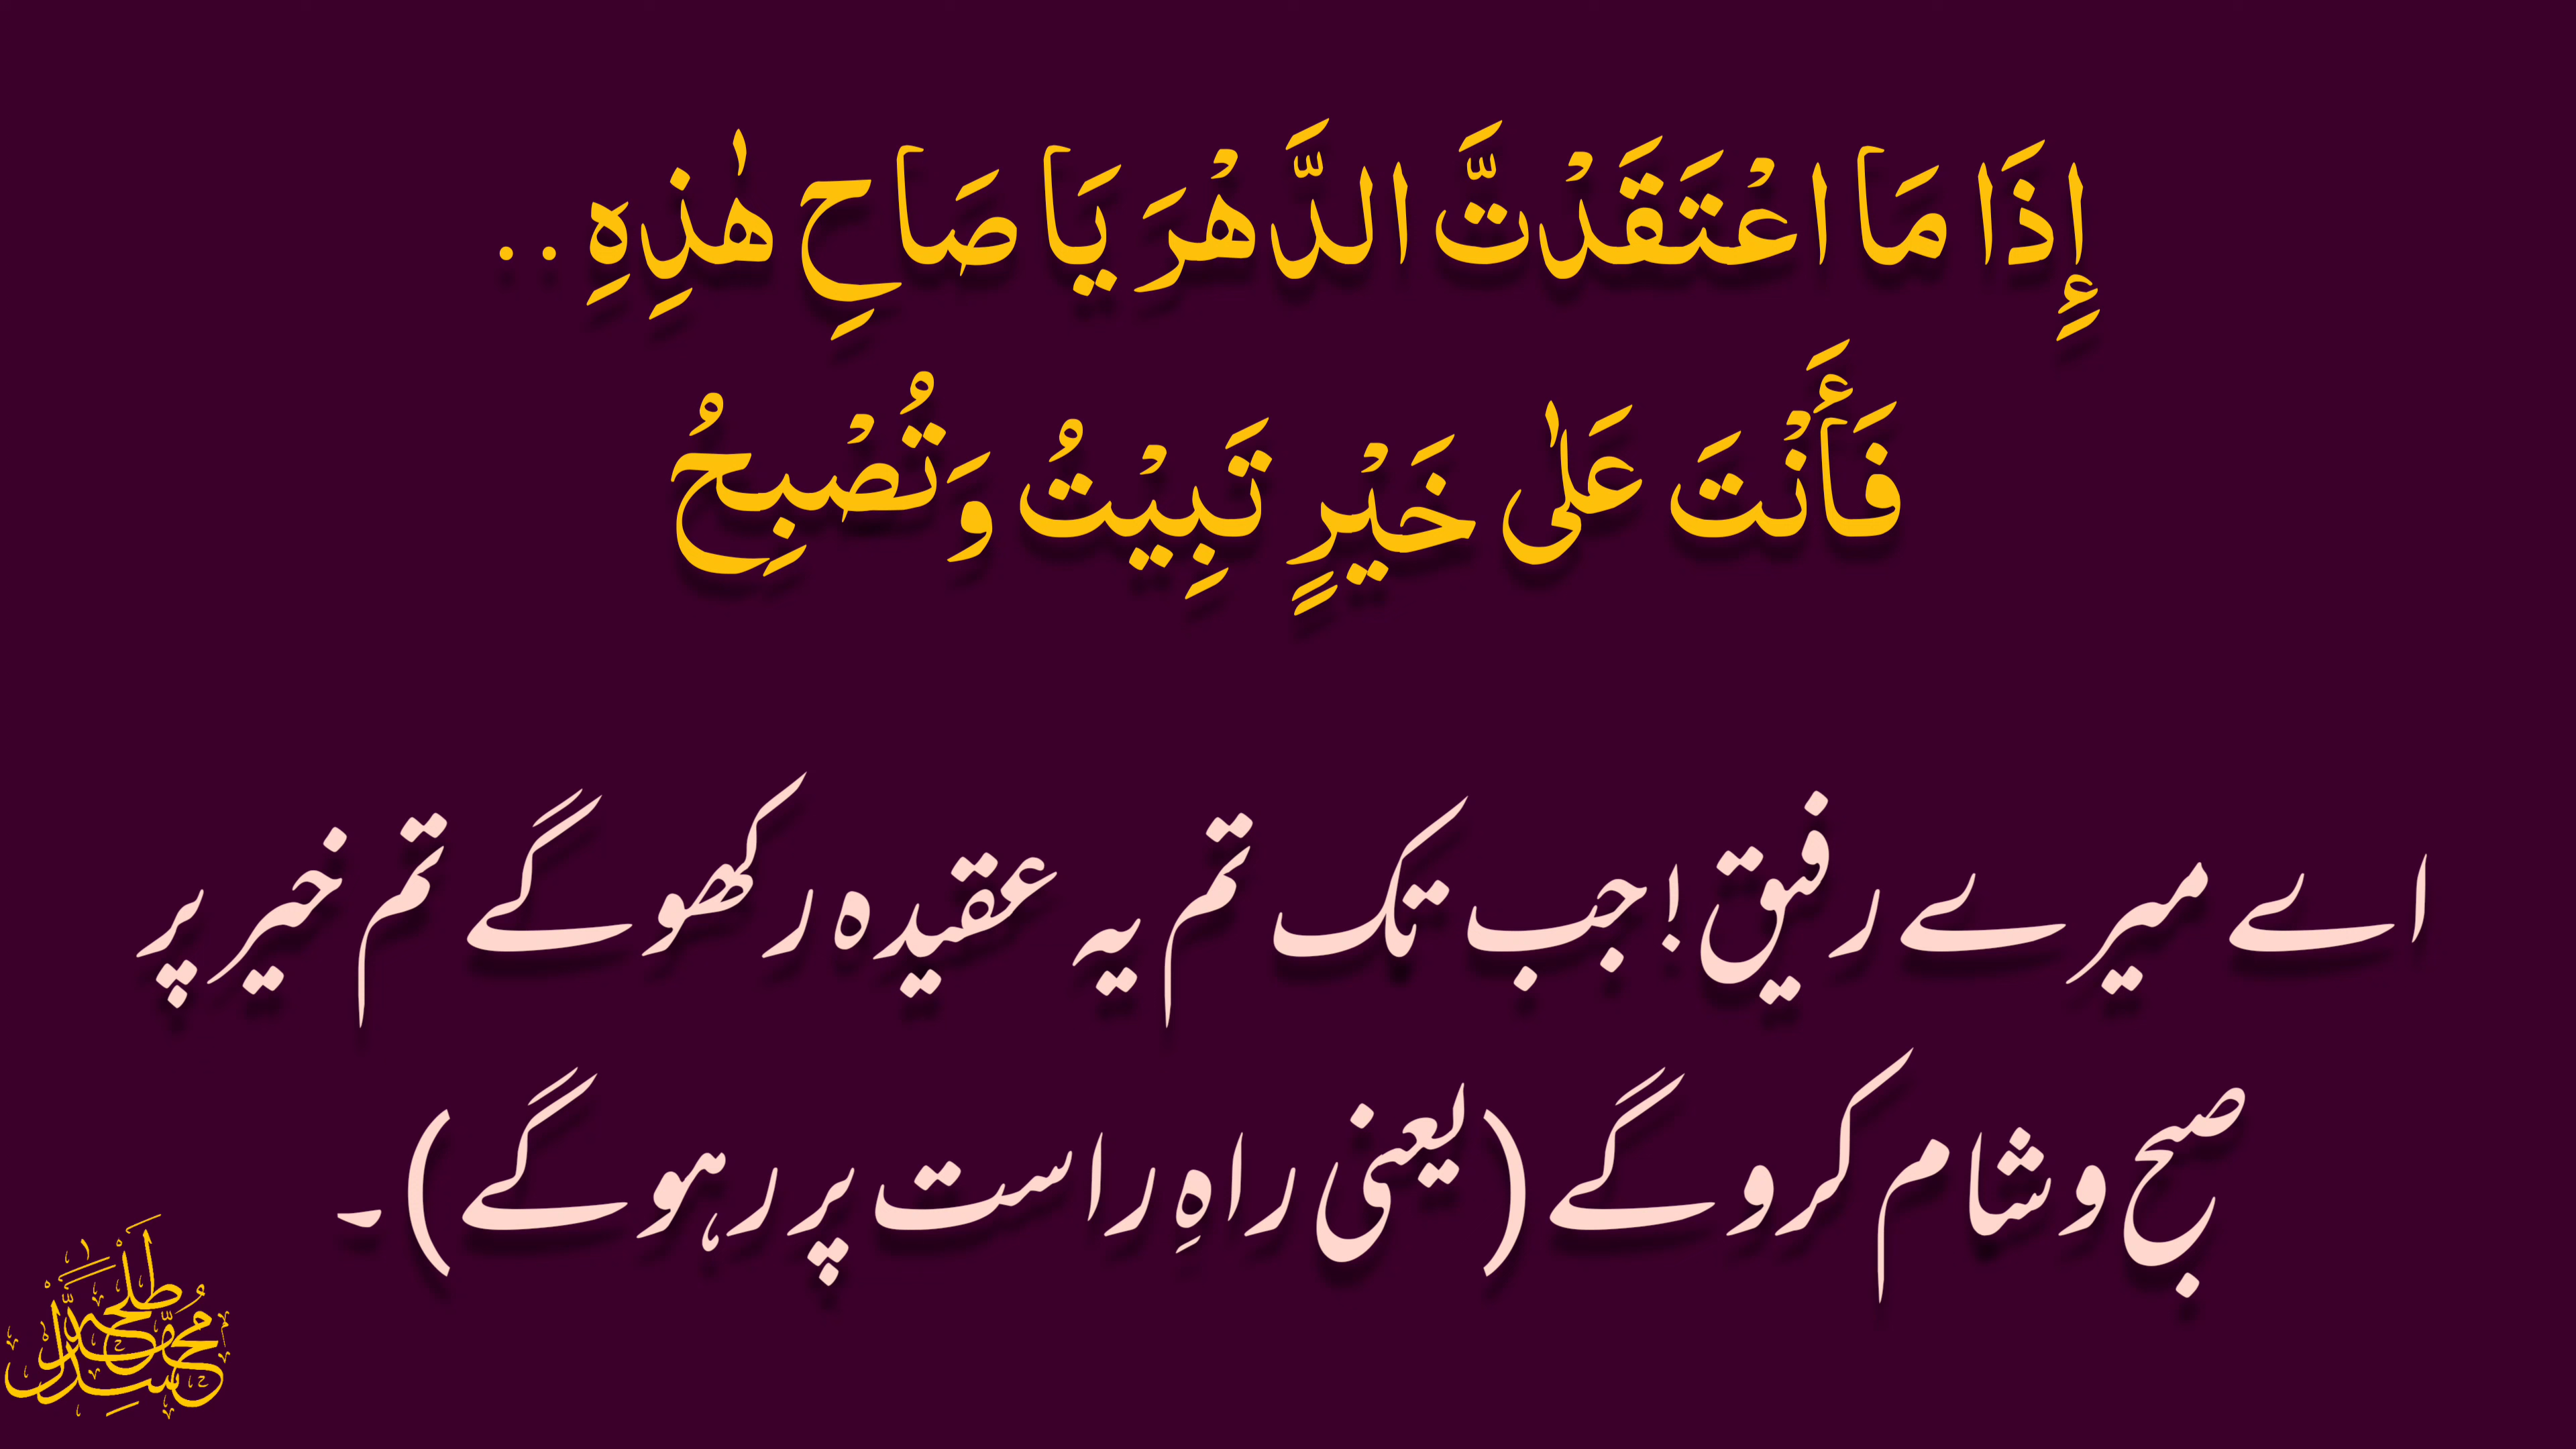 إِذَا مَا اعْتَقَدْتَّ الدَّهْرَ يَا صَاحِ هٰذِهِ ..
فَأَنْتَ عَلٰى خَيْرٍ تَبِيْتُ وَتُصْبِحُ
اے میرے رفیق! جب تک تم یہ عقیدہ رکھو گے تم خیر پر
صبح و شام کرو گے (یعنی راہِ راست پر رہو گے)۔